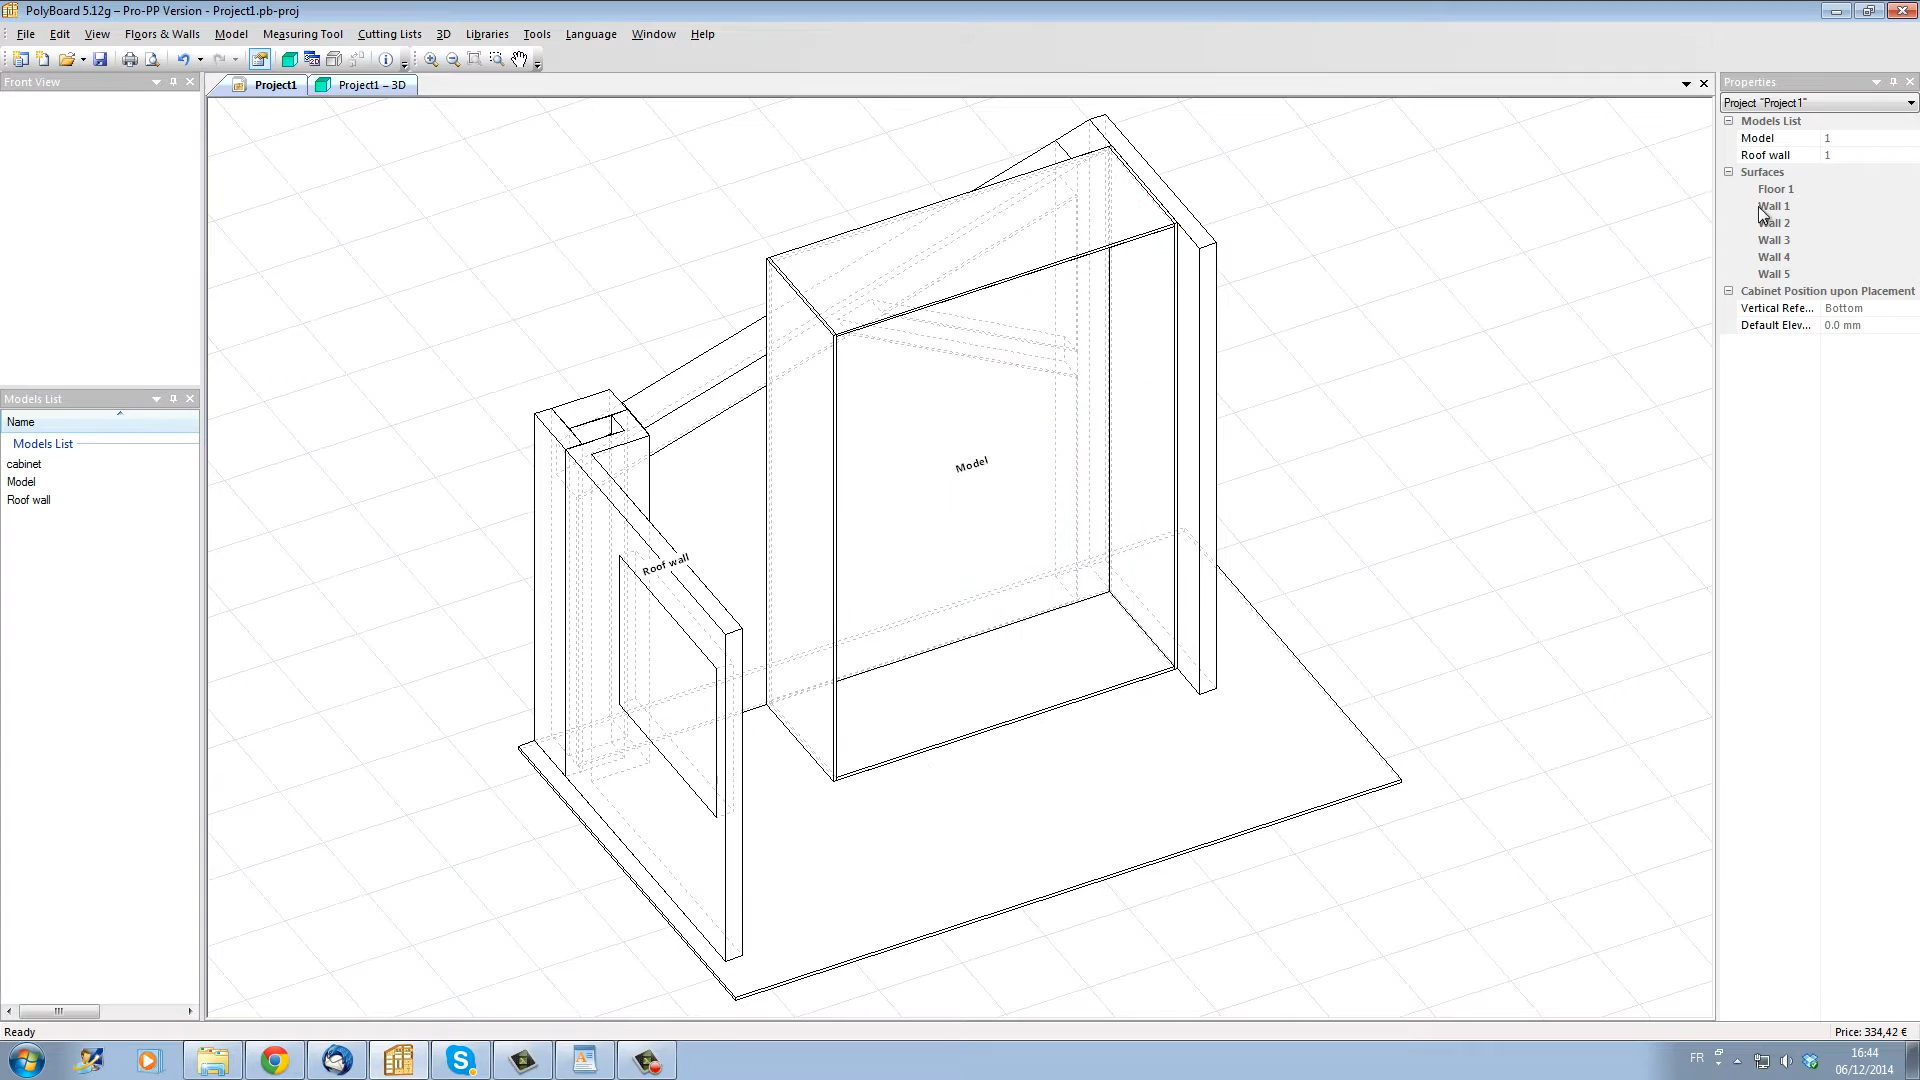 PolyBoard 5.12g – Pro-PP Version - Project1.pb-proj
File Edit View Floors & Walls Model Measuring Tool Cutting Lists 3D Libraries Tools Language Window Help
Front View
Project1
Project1 – 3D
Properties
Project "Project1"
Models List
Model 1
Roof wall 1
Surfaces
Floor 1
Wall 1
Wall 2
Wall 3
Wall 4
Wall 5
Cabinet Position upon Placement
Vertical Refe... Bottom
Default Elev... 0.0 mm
Models List
Name
Models List
cabinet
Model
Roof wall
Model
Roof wall
Ready
Price: 334,42 €
FR
16:44
06/12/2014